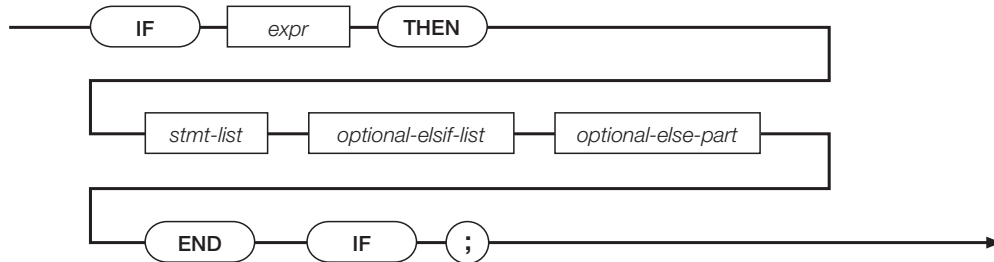 IF expr THEN
stmt-list optional-elsif-list optional-else-part
END IF ;